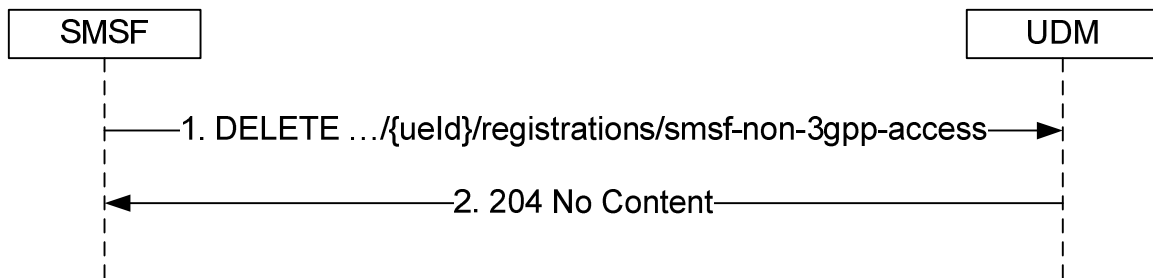 SMSF
UDM
1. DELETE …/{ueId}/registrations/smsf-non-3gpp-access
2. 204 No Content